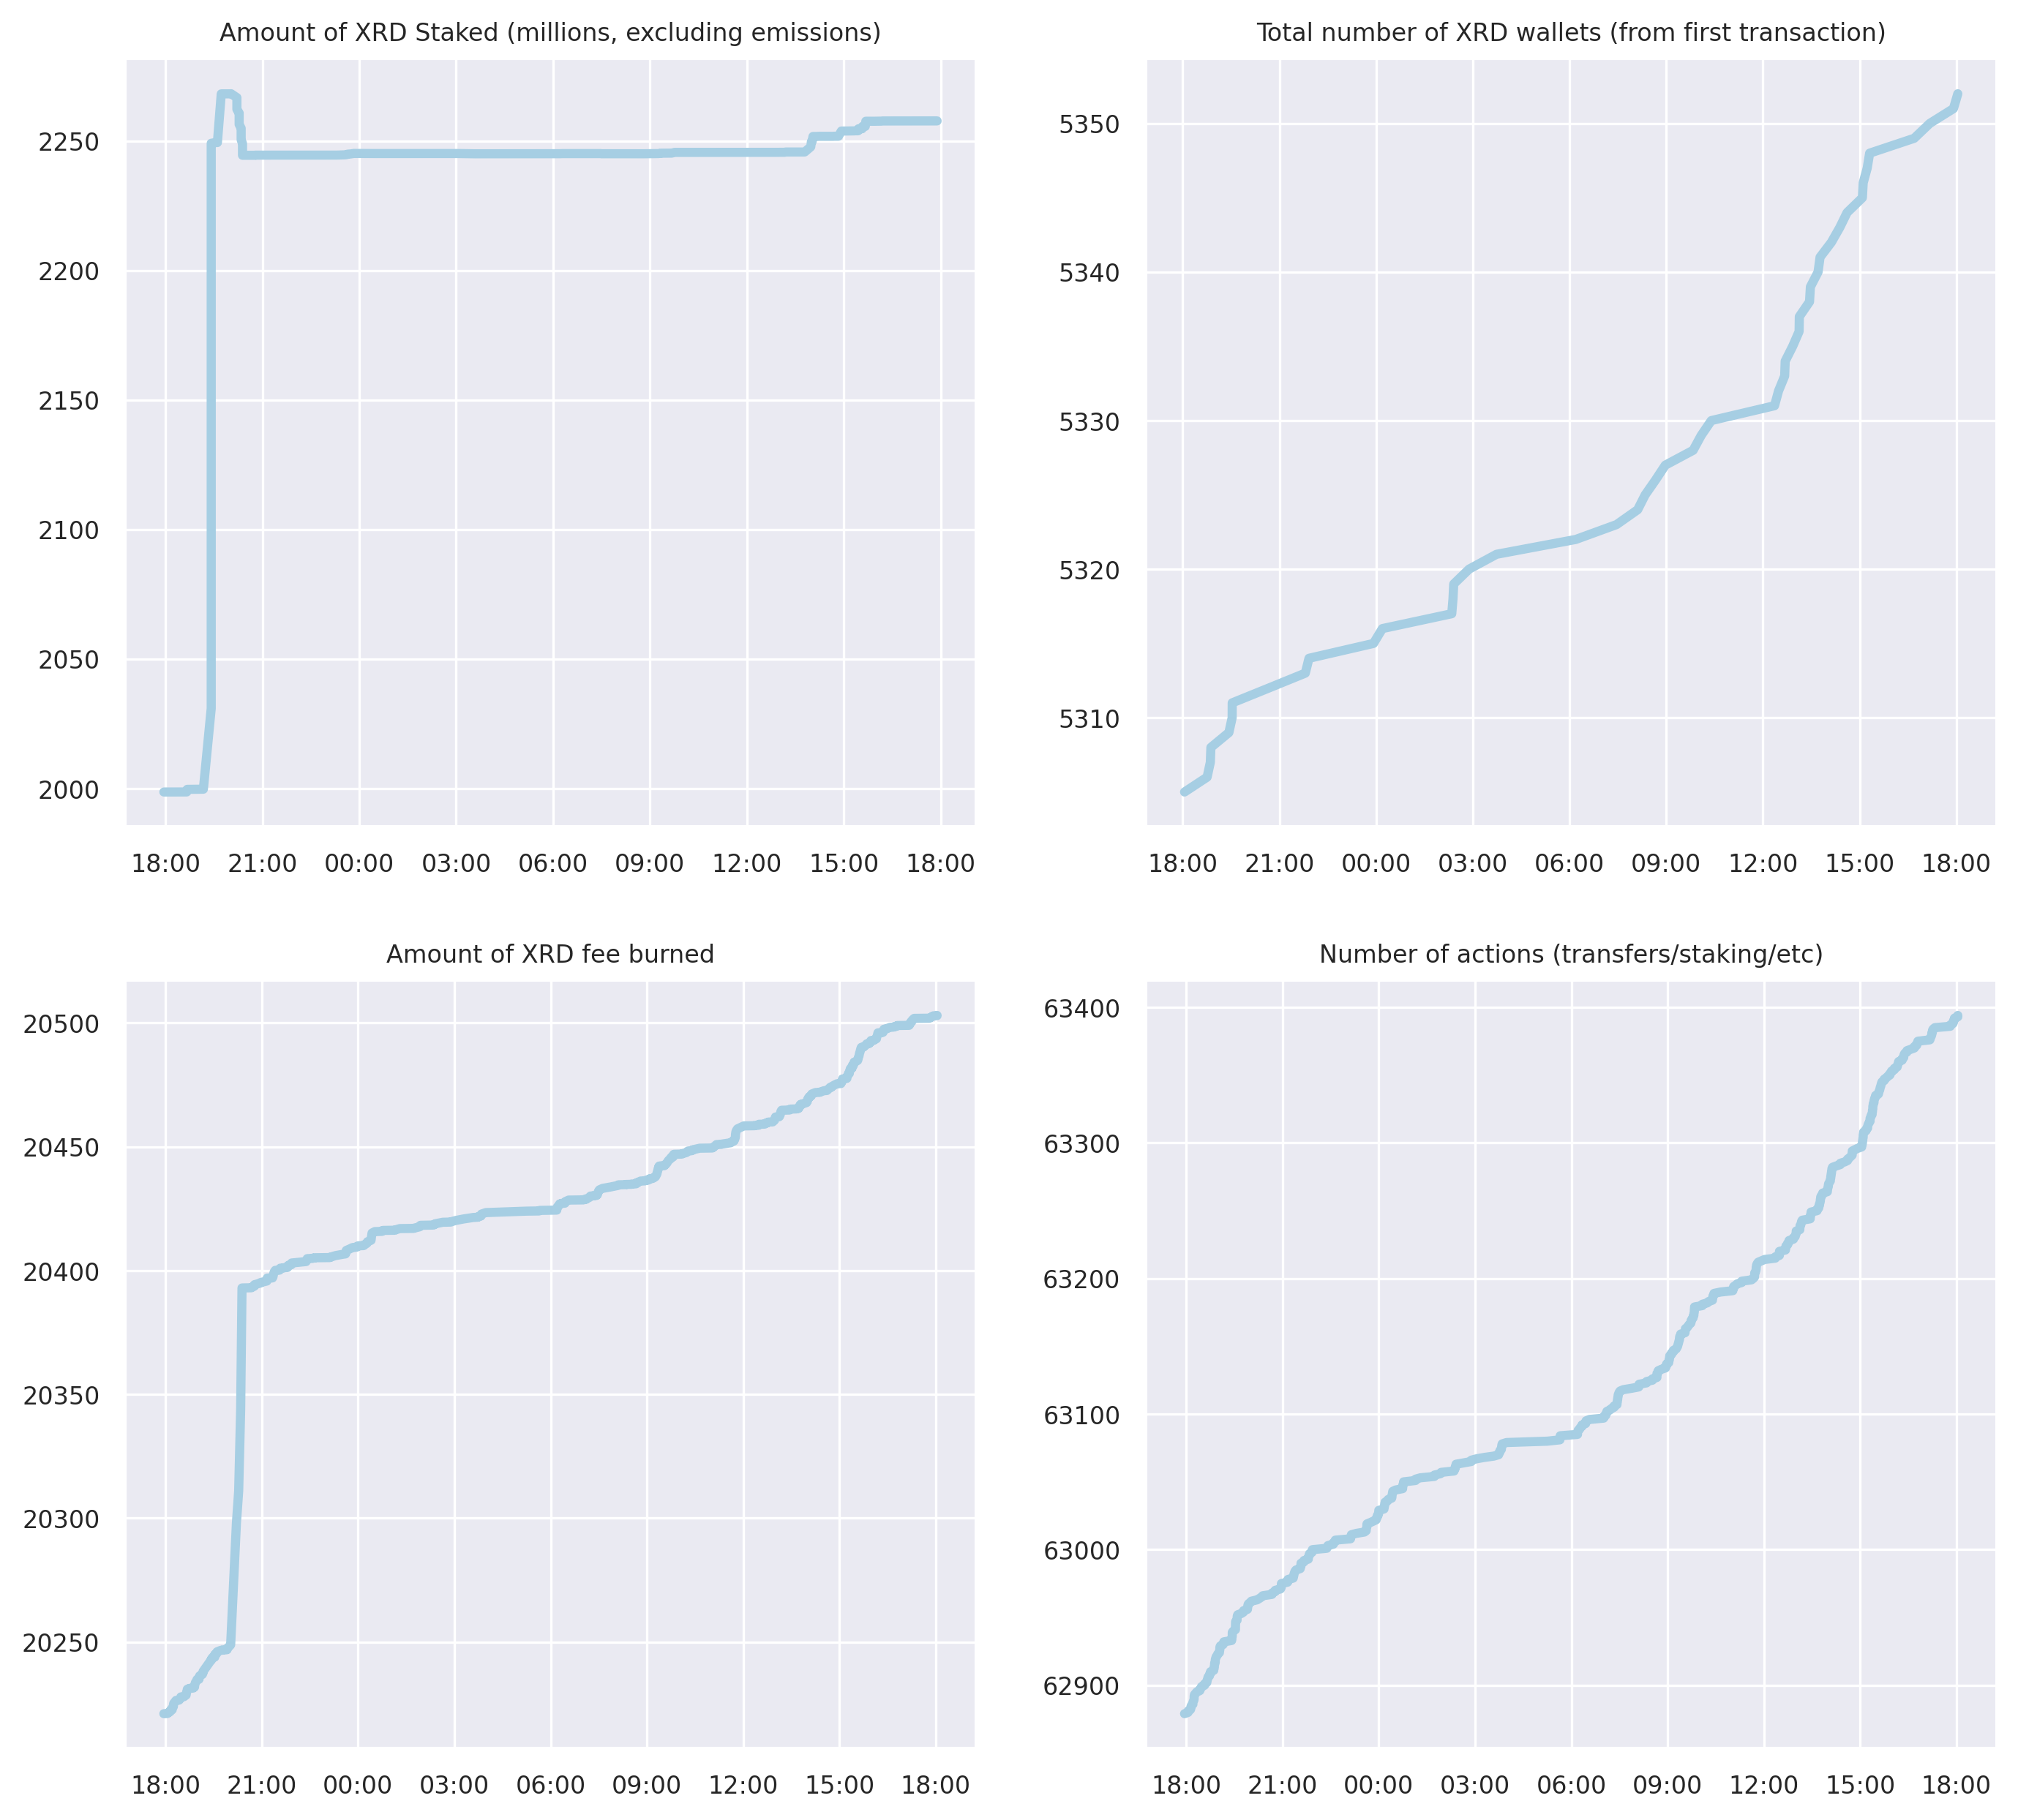 Amount of XRD Staked (millions, excluding emissions)
2250
2200
2150
2100
2050
2000
18:00 21:00 00:00 03:00 06:00 09:00 12:00 15:00 18:00
Total number of XRD wallets (from first transaction)
5350
5340
5330
5320
5310
18:00 21:00 00:00 03:00 06:00 09:00 12:00 15:00 18:00
Amount of XRD fee burned
20500
20450
20400
20350
20300
20250
18:00 21:00 00:00 03:00 06:00 09:00 12:00 15:00 18:00
Number of actions (transfers/staking/etc)
63400
63300
63200
63100
63000
62900
18:00 21:00 00:00 03:00 06:00 09:00 12:00 15:00 18:00